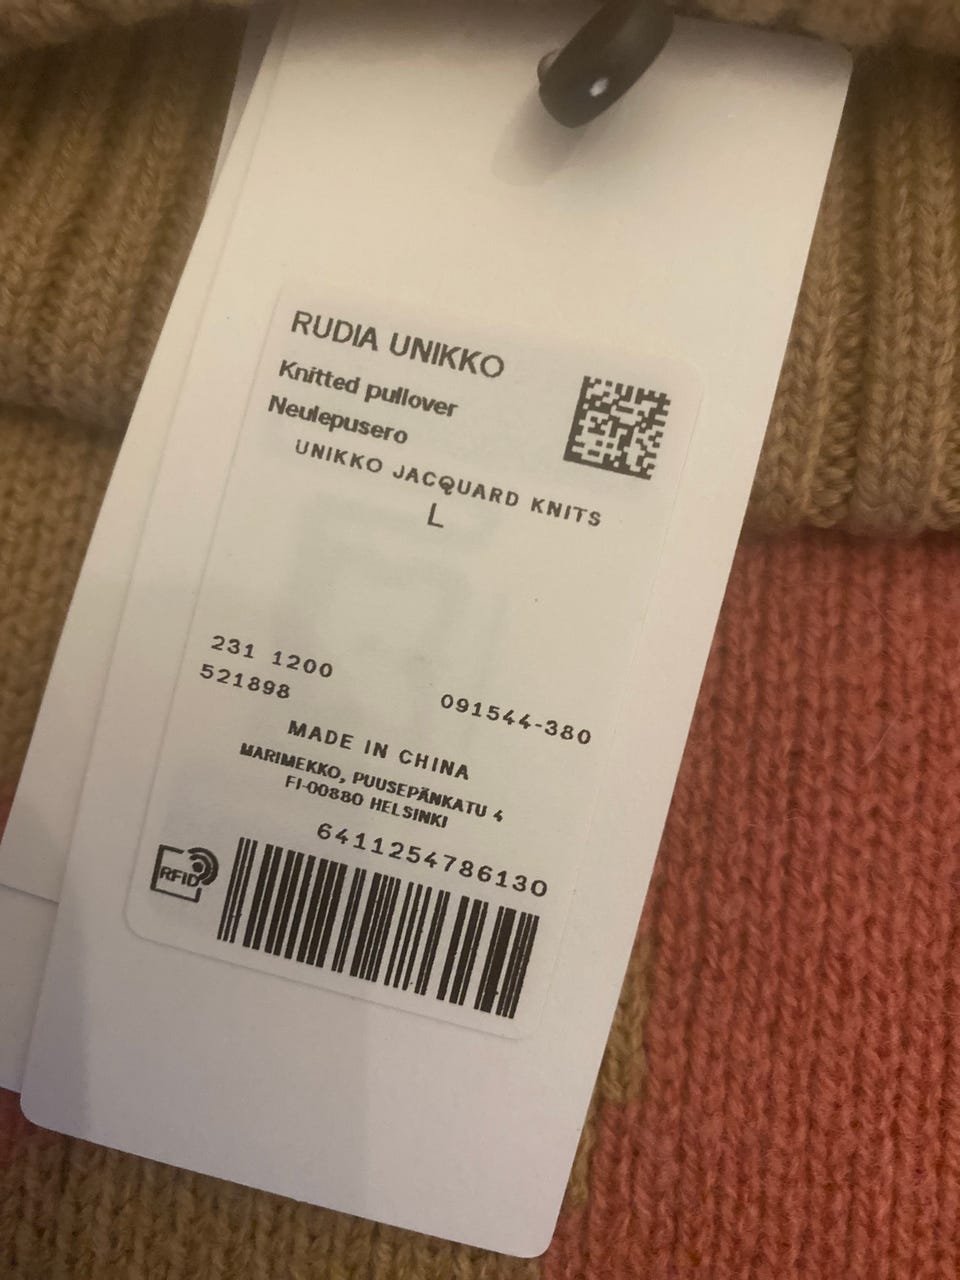 RUDIA UNIKKO
Knitted pullover
Neulepusero
UNIKKO JACQUARD KNITS
L
231 1200
521898
091544-380
MADE IN CHINA
MARIMEKKO, PUUSEPÄNKATU 4
FI-00880 HELSINKI
6411254786130
RFID